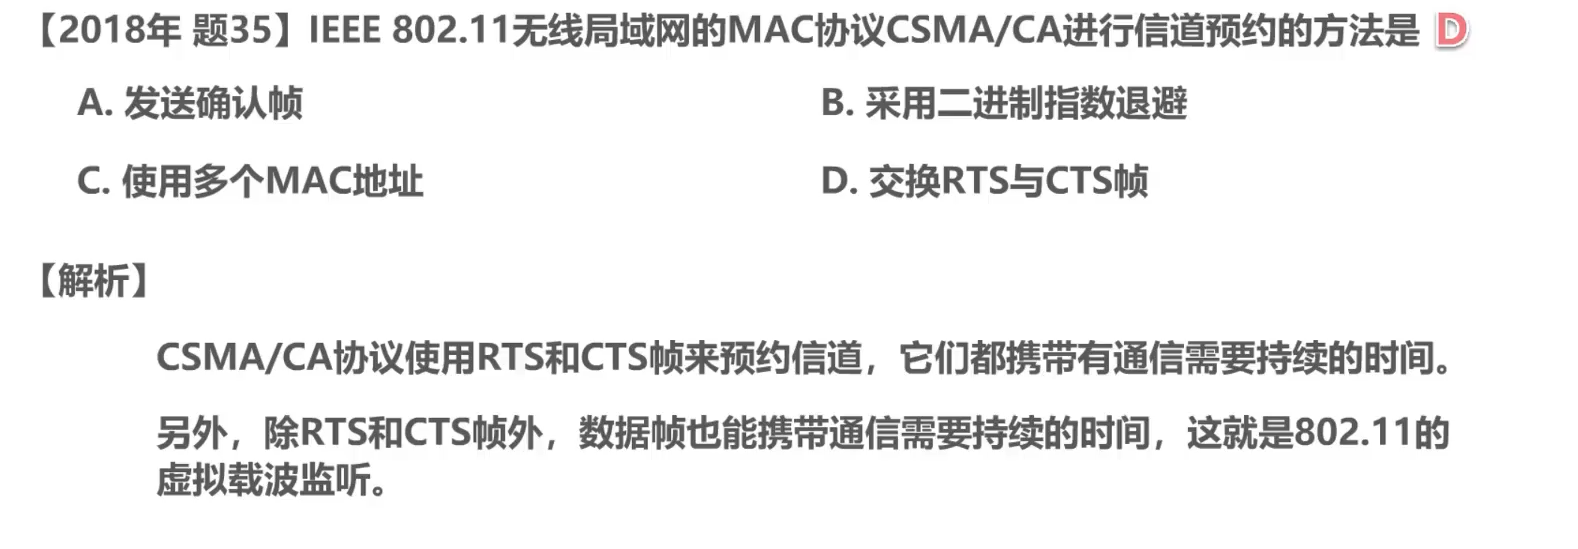 【2018年 题35】IEEE 802.11无线局域网的MAC协议CSMA/CA进行信道预约的方法是 D
A. 发送确认帧
B. 采用二进制指数退避
C. 使用多个MAC地址
D. 交换RTS与CTS帧
【解析】
CSMA/CA协议使用RTS和CTS帧来预约信道，它们都携带有通信需要持续的时间。
另外，除RTS和CTS帧外，数据帧也能携带通信需要持续的时间，这就是802.11的
虚拟载波监听。